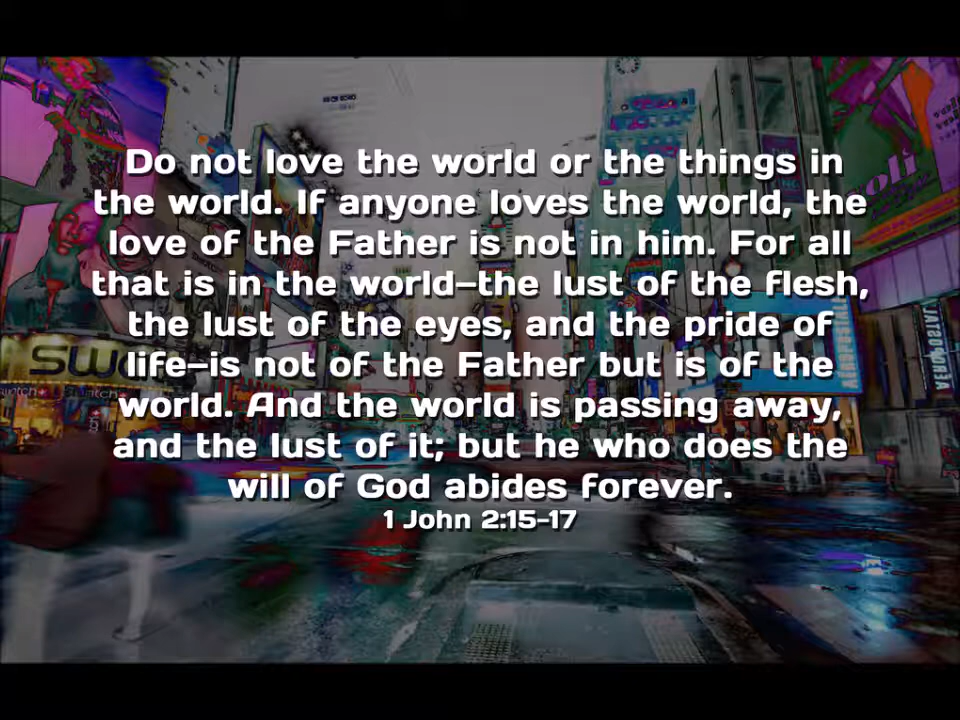 Do not love the world or the things in
the world. If anyone loves the world, the
love of the Father is not in him. For all
that is in the world–the lust of the flesh,
the lust of the eyes, and the pride of
life–is not of the Father but is of the
world. And the world is passing away,
and the lust of it; but he who does the
will of God abides forever.
1 John 2:15-17